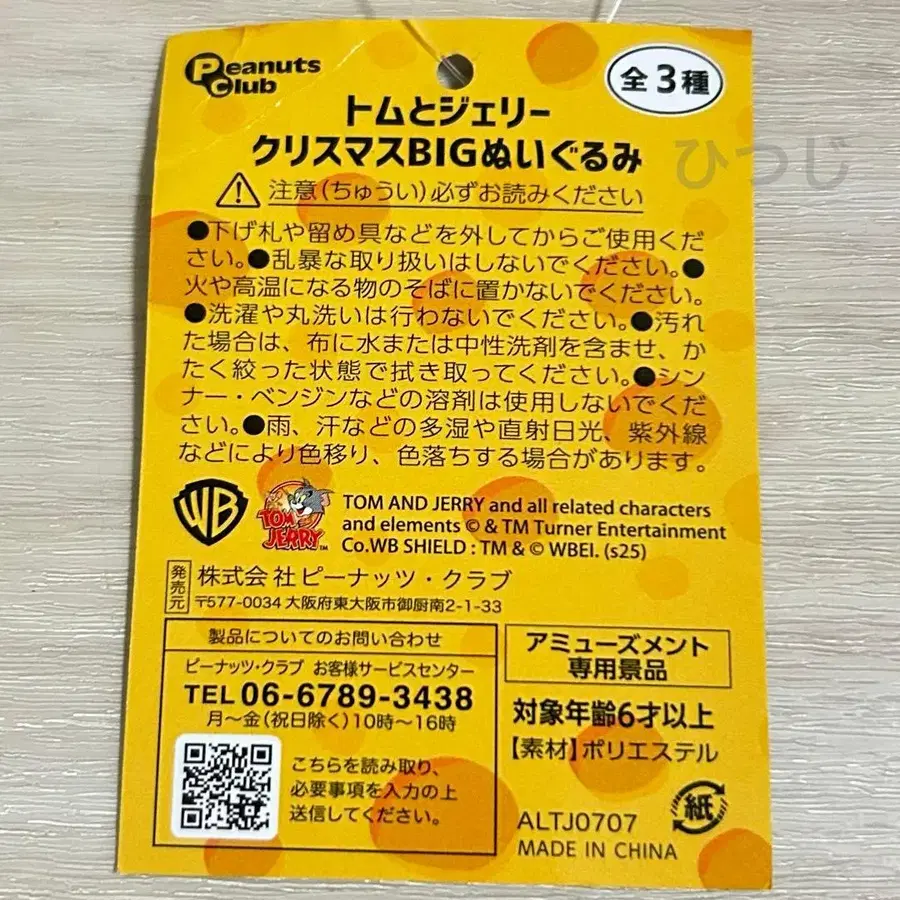 Peanuts Club
全3種
トムとジェリー
クリスマスBIGぬいぐるみ
ひつじ
注意(ちゅうい)必ずお読みください
●下げ札や留め具などを外してからご使用くだ
さい。●乱暴な取り扱いはしないでください。●
火や高温になる物のそばに置かないでください。
●洗濯や丸洗いは行わないでください。●汚れ
た場合は、布に水または中性洗剤を含ませ、か
たく絞った状態で拭き取ってください。●シン
ナー・ベンジンなどの溶剤は使用しないでくだ
さい。●雨、汗などの多湿や直射日光、紫外線
などにより色移り、色落ちする場合があります。
WB
TOM AND JERRY™
TOM AND JERRY and all related characters
and elements © & TM Turner Entertainment
Co.WB SHIELD : TM & © WBEI. (s25)
発売元
株式会社ピーナッツ・クラブ
〒577-0034 大阪府東大阪市御厨南2-1-33
製品についてのお問い合わせ
ピーナッツ・クラブ お客様サービスセンター
TEL 06-6789-3438
月〜金(祝日除く)10時〜16時
こちらを読み取り、
必要事項を入力の上
送信してください。
アミューズメント
専用景品
対象年齢6才以上
【素材】ポリエステル
紙
ALTJ0707
MADE IN CHINA